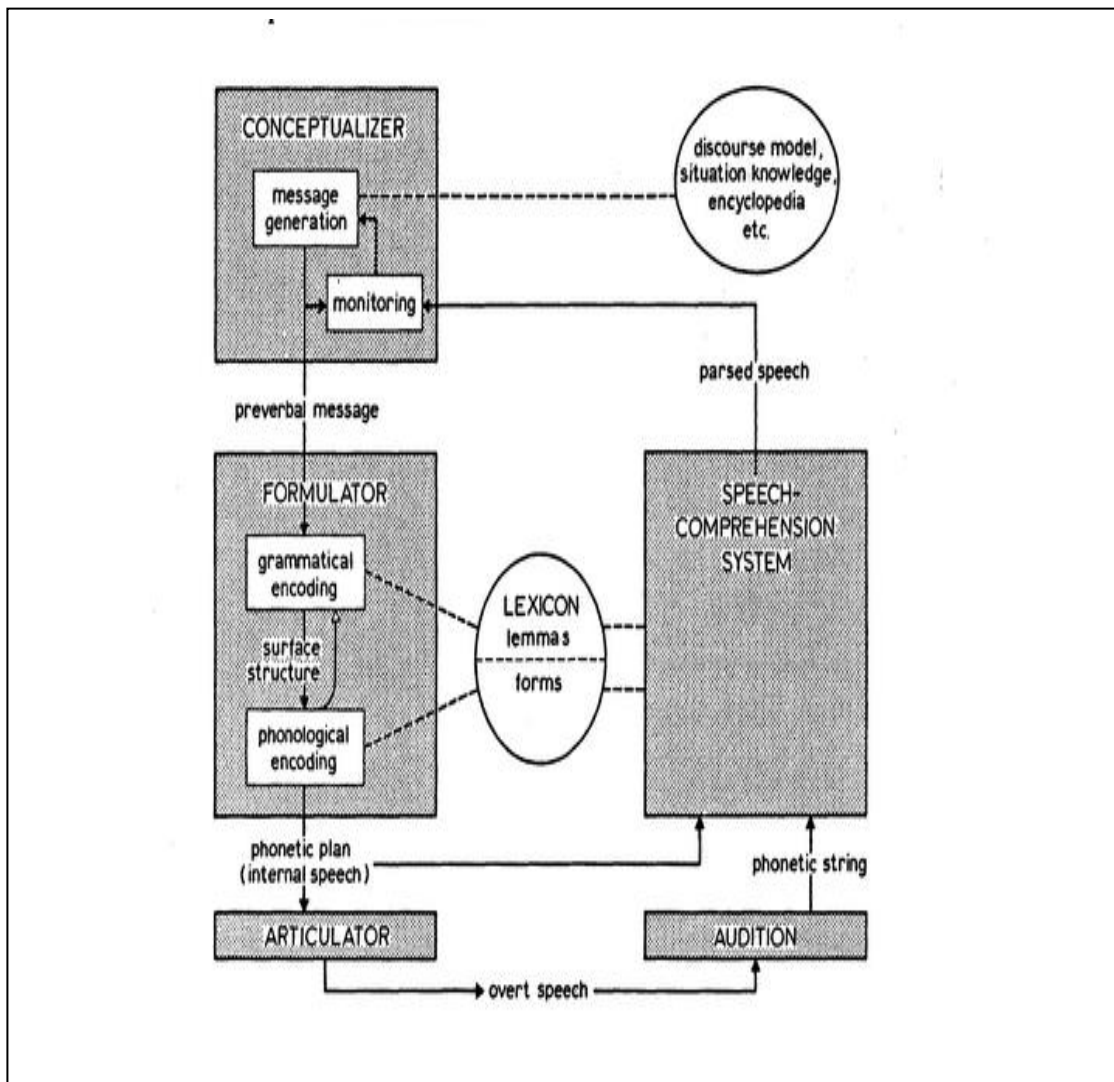 CONCEPTUALIZER
message
generation
monitoring
discourse model,
situation knowledge,
encyclopedia
etc.
parsed speech
preverbal message
FORMULATOR
grammatical
encoding
surface
structure
phonological
encoding
LEXICON
lemmas
forms
SPEECH-
COMPREHENSION
SYSTEM
phonetic plan
(internal speech)
phonetic string
ARTICULATOR
AUDITION
overt speech